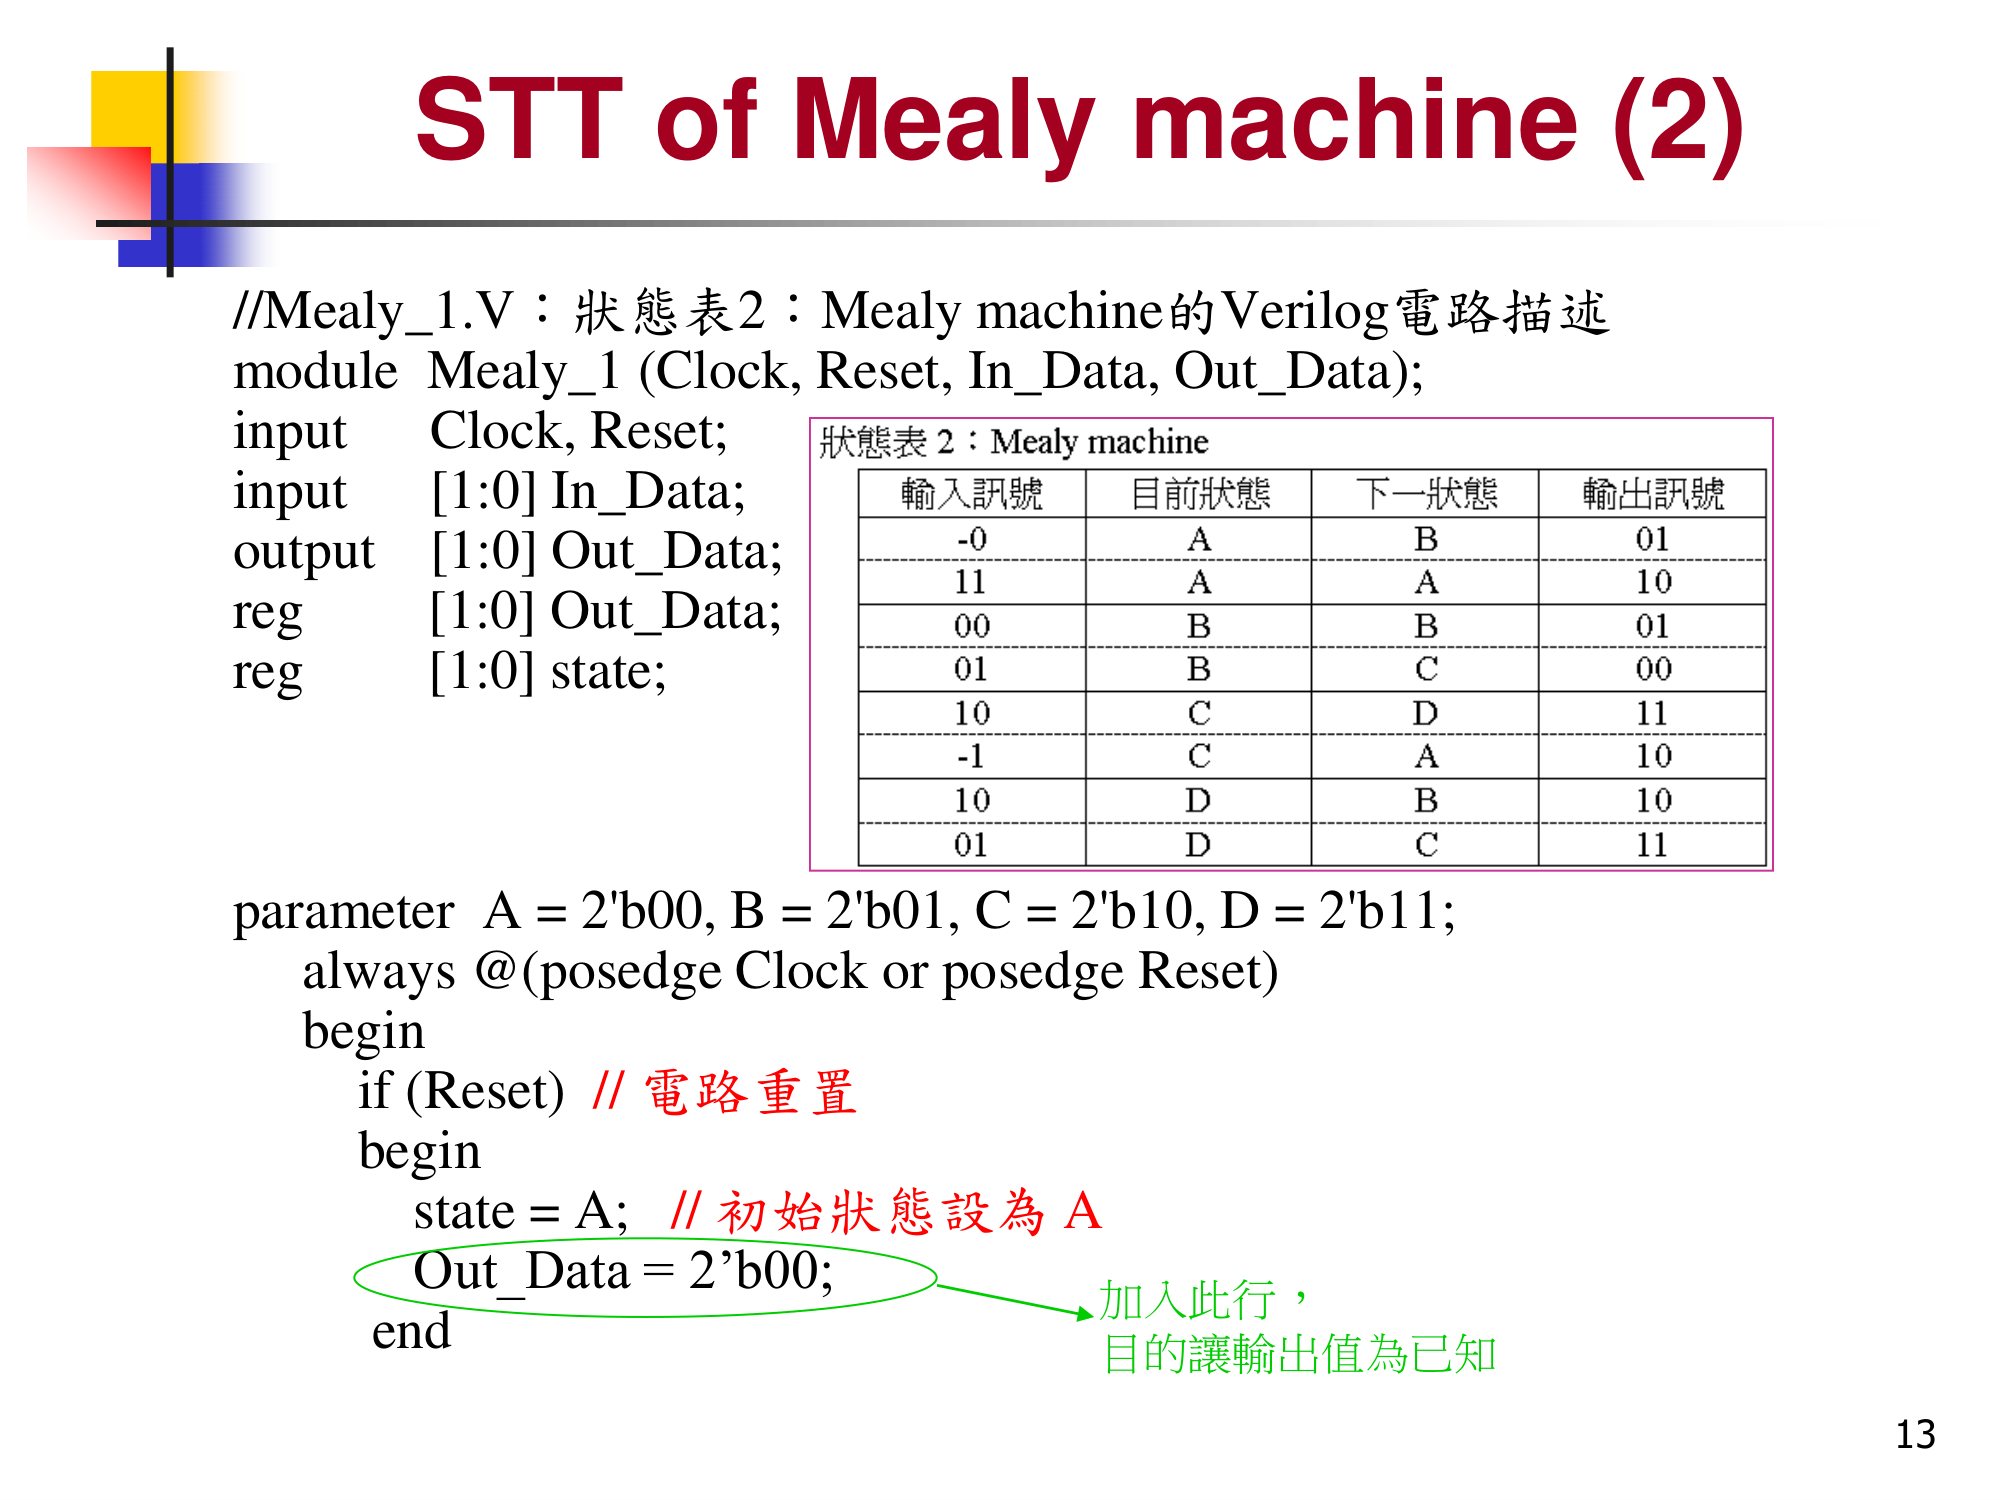 STT of Mealy machine (2)
//Mealy_1.V：狀態表2：Mealy machine的Verilog電路描述
module Mealy_1 (Clock, Reset, In_Data, Out_Data);
input Clock, Reset;
input [1:0] In_Data;
output [1:0] Out_Data;
reg [1:0] Out_Data;
reg [1:0] state;
狀態表 2：Mealy machine
輸入訊號 目前狀態 下一狀態 輸出訊號
-0 A B 01
11 A A 10
00 B B 01
01 B C 00
10 C D 11
-1 C A 10
10 D B 10
01 D C 11
parameter A = 2'b00, B = 2'b01, C = 2'b10, D = 2'b11;
always @(posedge Clock or posedge Reset)
begin
if (Reset) // 電路重置
begin
state = A; // 初始狀態設為 A
Out_Data = 2’b00;
end
加入此行，
目的讓輸出值為已知
13